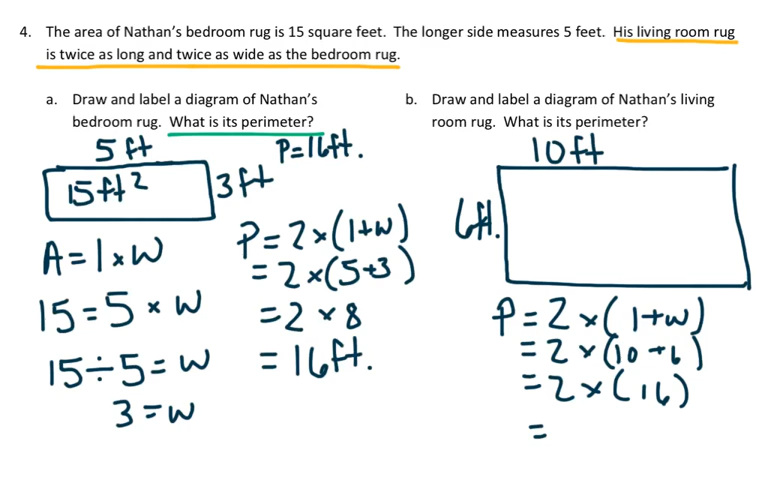 4. The area of Nathan's bedroom rug is 15 square feet. The longer side measures 5 feet. His living room rug
is twice as long and twice as wide as the bedroom rug.
a. Draw and label a diagram of Nathan's
bedroom rug. What is its perimeter?
5 ft
P=16ft.
15ft²
3ft
A=l×w
15=5×w
15÷5=w
3=w
P=2×(l+w)
=2×(5+3)
=2×8
=16ft.
b. Draw and label a diagram of Nathan's living
room rug. What is its perimeter?
10ft
6ft.
P=2×(l+w)
=2×(10+6)
=2×(16)
=